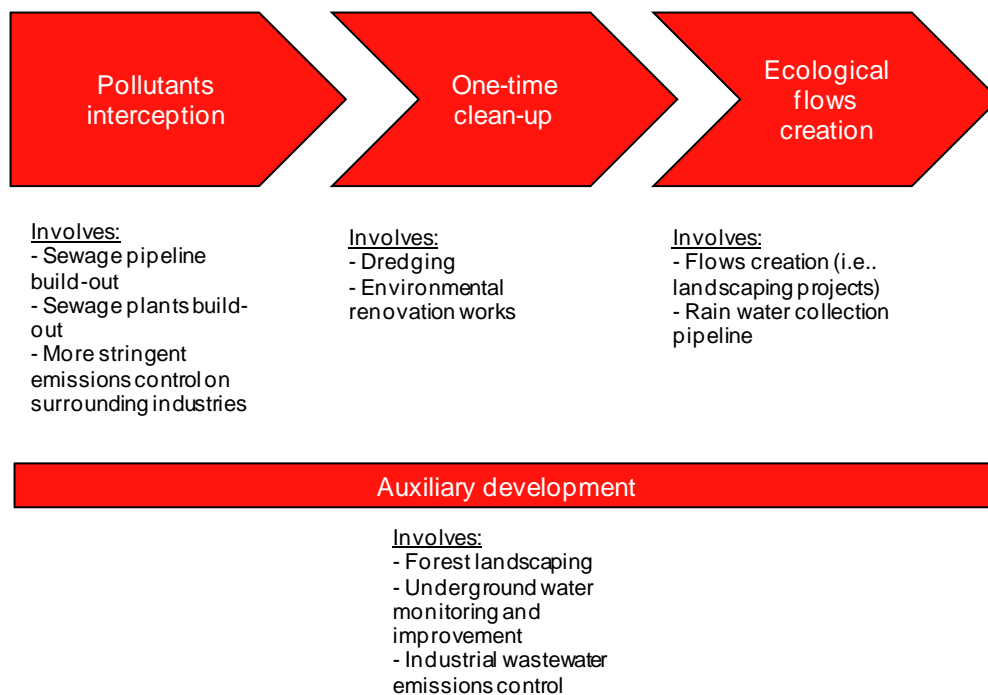 Pollutants
interception
One-time
clean-up
Ecological
flows
creation
Involves:
- Sewage pipeline
build-out
- Sewage plants build-
out
- More stringent
emissions control on
surrounding industries
Involves:
- Dredging
- Environmental
renovation works
Involves:
- Flows creation (i.e..
landscaping projects)
- Rain water collection
pipeline
Auxiliary development
Involves:
- Forest landscaping
- Underground water
monitoring and
improvement
- Industrial wastewater
emissions control